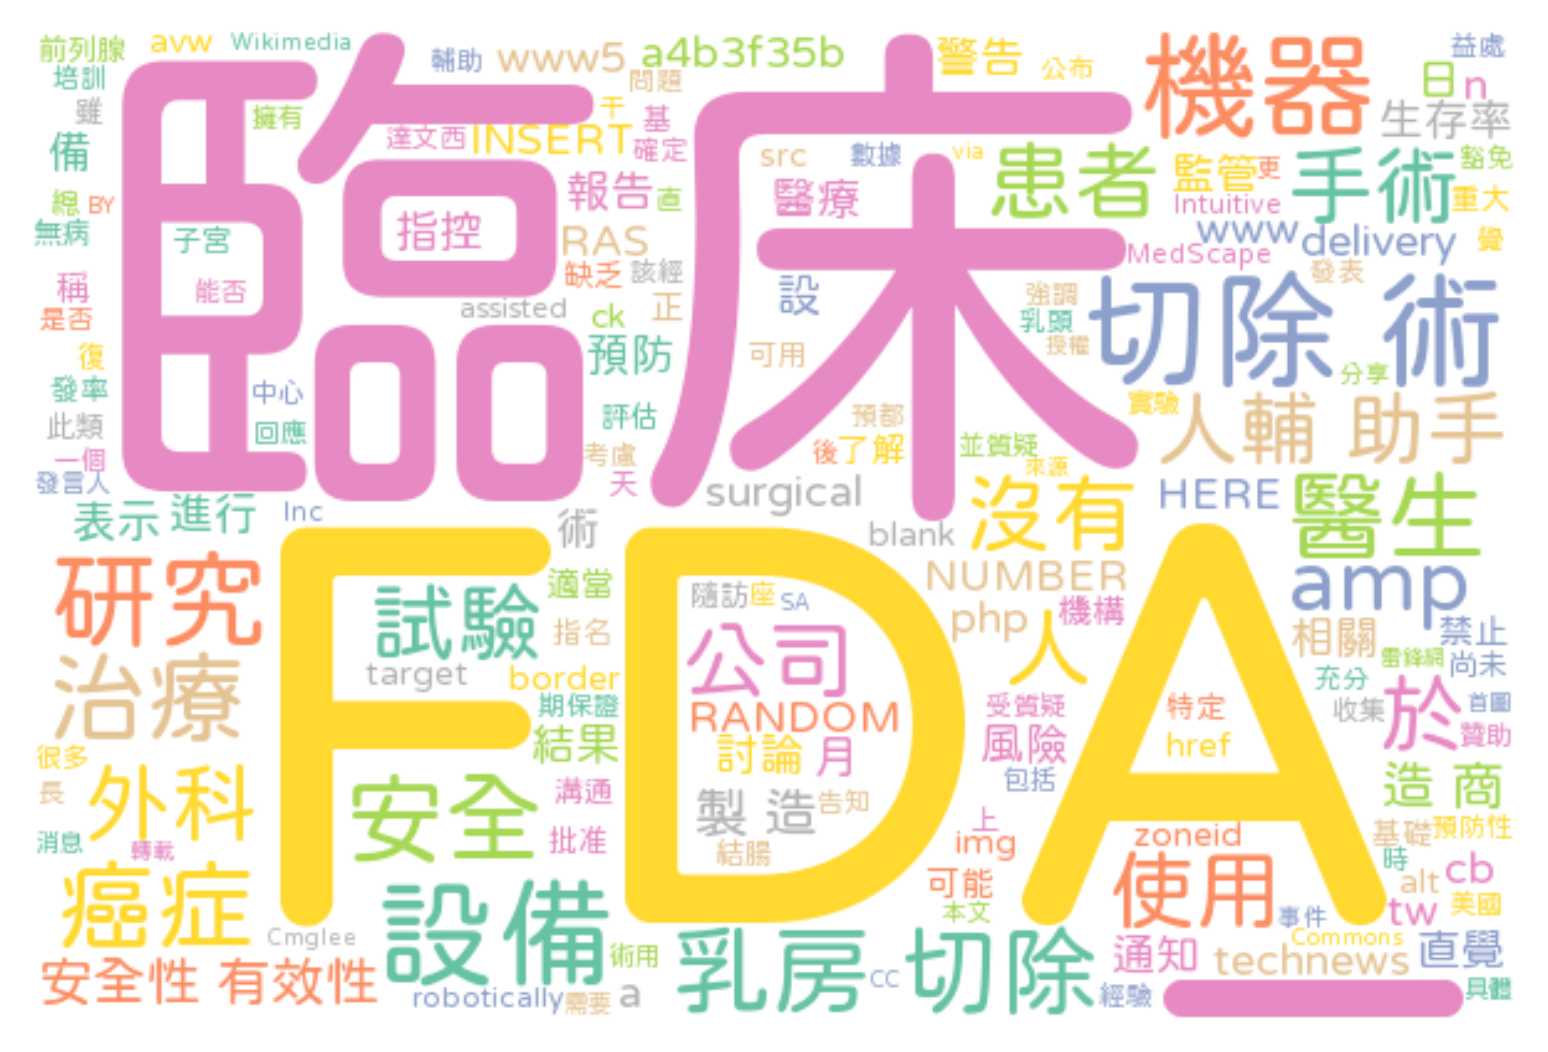 前列腺 avw Wikimedia 輔助 www5 a4b3f35b 警告 公布 機器 益處
培訓 問題 日 n
雖 擁有 干 基 生存率
備 達文西 INSERT 確定 src 數據 via 患者 監管 更 手術 豁免
總 BY 報告 直 醫療 Intuitive 重大
無病 子宮 指控 RAS www delivery 覺
稱 能否 缺乏 該經 MedScape 發表
是否 assisted ck 正 設 強調 乳頭 切除 術
復 預防 可用 授權 分享
發率 中心 評估 預都 實驗 人輔 助手
此類 回應 考慮 後 了解 並質疑
一個 天 來源
發言人 surgical 沒有 HERE 醫生
表示 進行 Inc 術 blank
臨床
研究 試驗 適當 隨訪 座 SA NUMBER amp
指名 php 人 機構 相關 禁止
治療 target border 公司 充分 雷鋒網 尚未
期保證 RANDOM 受質疑 特定 收集 於 首圖
很多 結果 討論 月 風險 href 贊助
長 外科 安全 溝通 製 造 告知 包括 造 商
FDA
消息 轉載 批准 結腸 上 img zoneid 基礎 預防性
癌症 設備 可能 使用 時 alt cb
Cmglee 本文 事件 tw 美國
安全性 有效性 術用 乳房 切除 通知 Commons technews 直覺
robotically 需要 a CC 經驗 一 具體